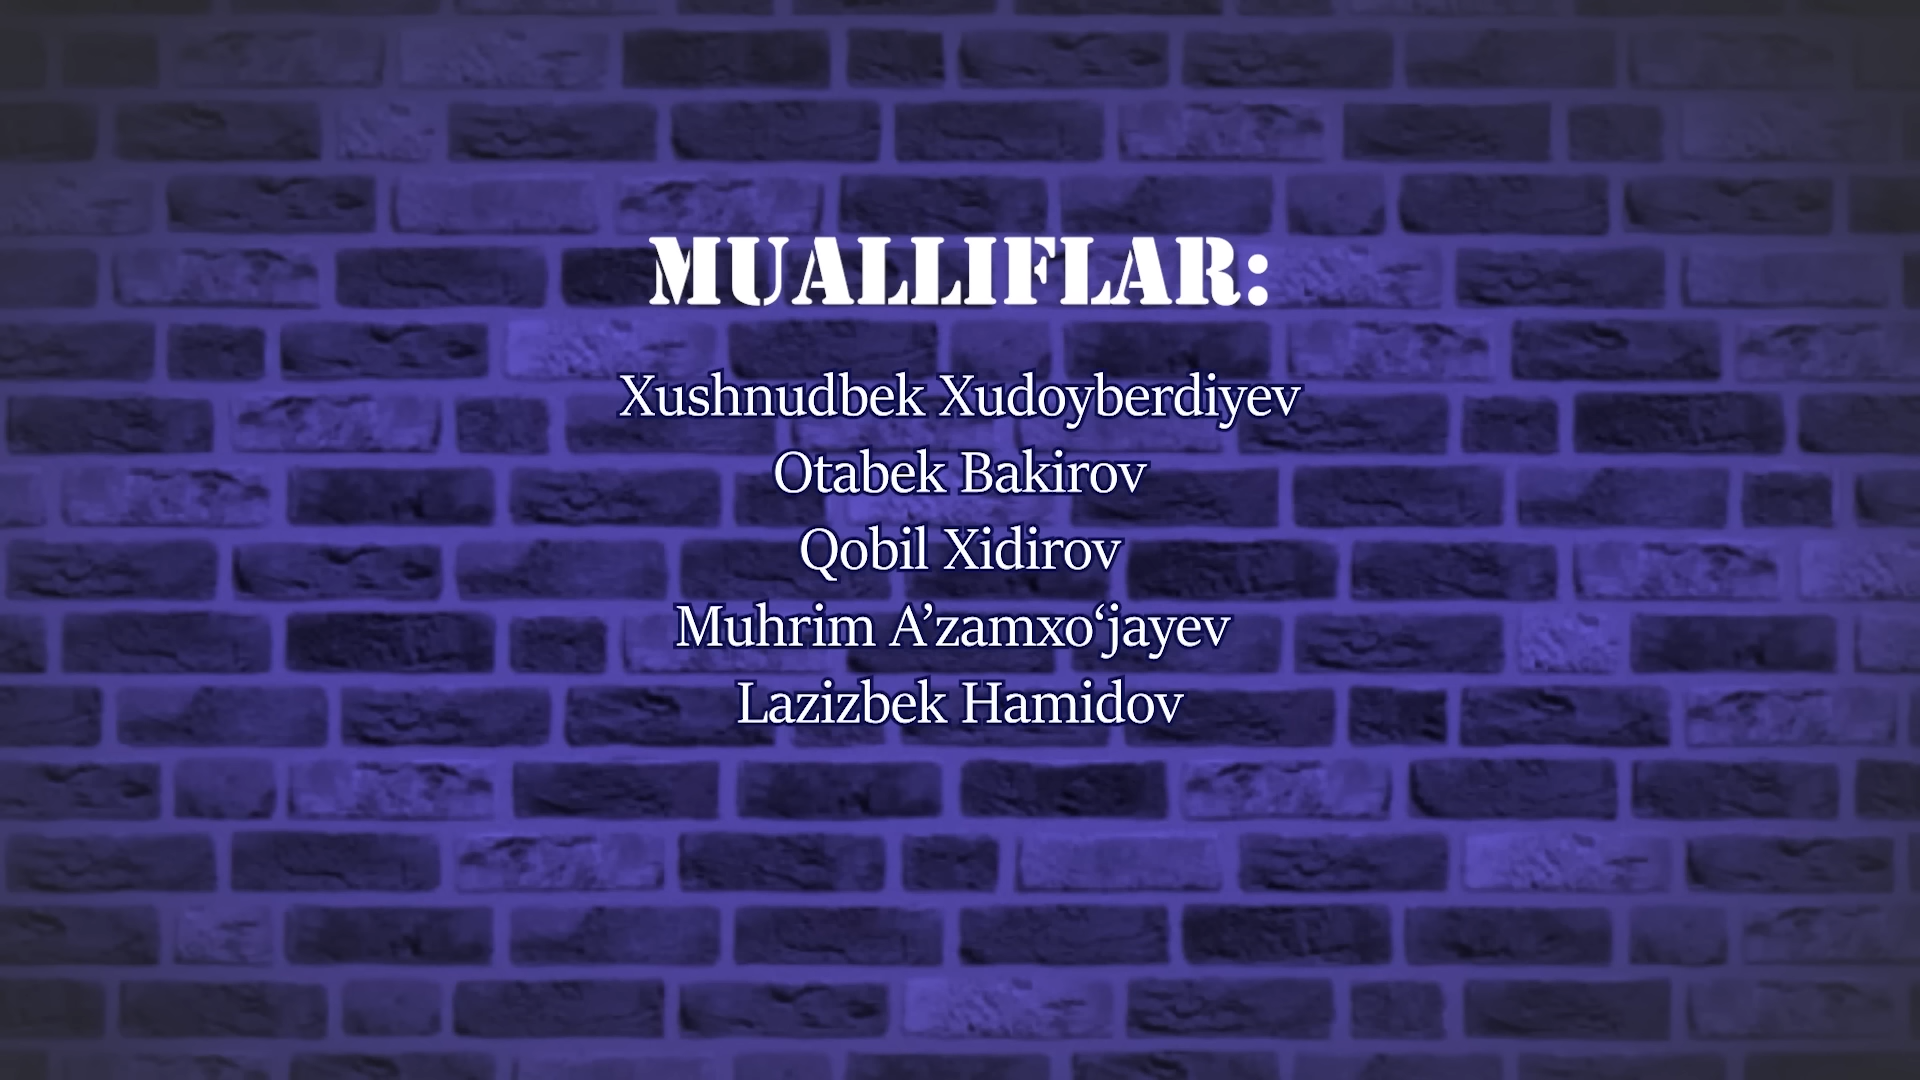 MUALLIFLAR:
Xushnudbek Xudoyberdiyev
Otabek Bakirov
Qobil Xidirov
Muhrim A’zamxo‘jayev
Lazizbek Hamidov